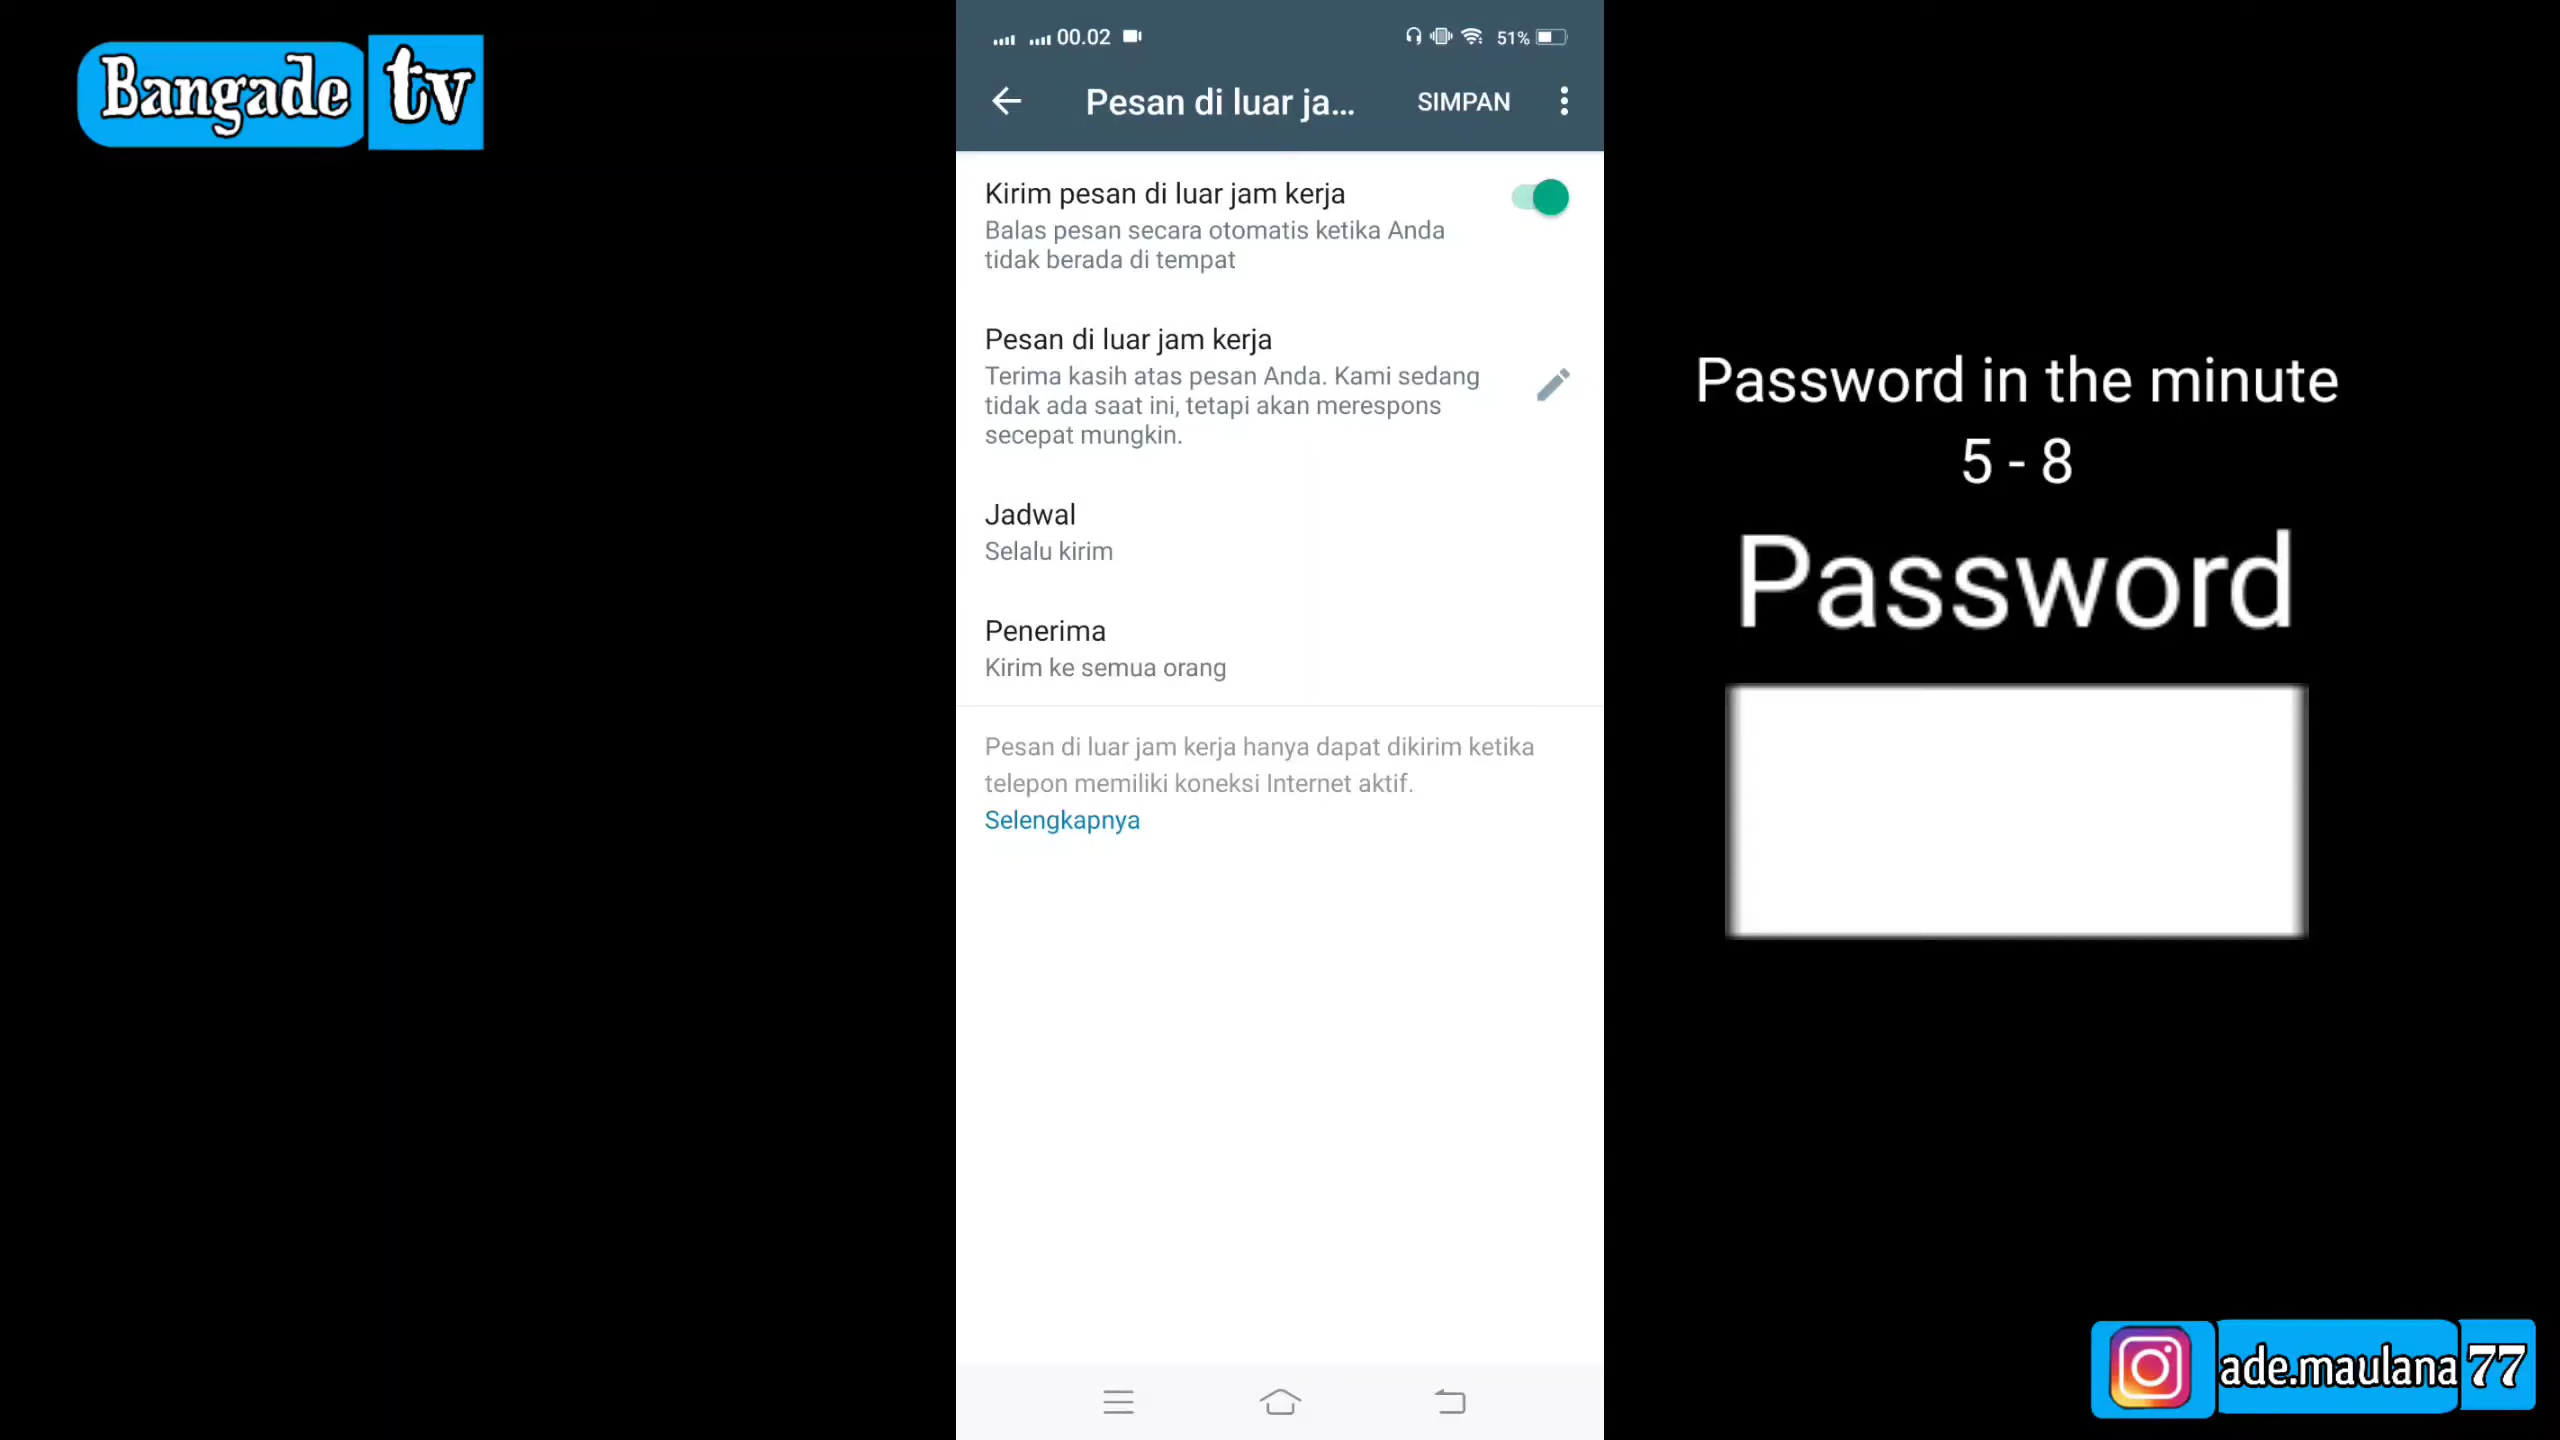 Bangade tv
00.02
51%
Pesan di luar ja...
SIMPAN
Kirim pesan di luar jam kerja
Balas pesan secara otomatis ketika Anda
tidak berada di tempat
Pesan di luar jam kerja
Terima kasih atas pesan Anda. Kami sedang
tidak ada saat ini, tetapi akan merespons
secepat mungkin.
Jadwal
Selalu kirim
Penerima
Kirim ke semua orang
Pesan di luar jam kerja hanya dapat dikirim ketika
telepon memiliki koneksi Internet aktif.
Selengkapnya
Password in the minute
5 - 8
Password
ade.maulana77